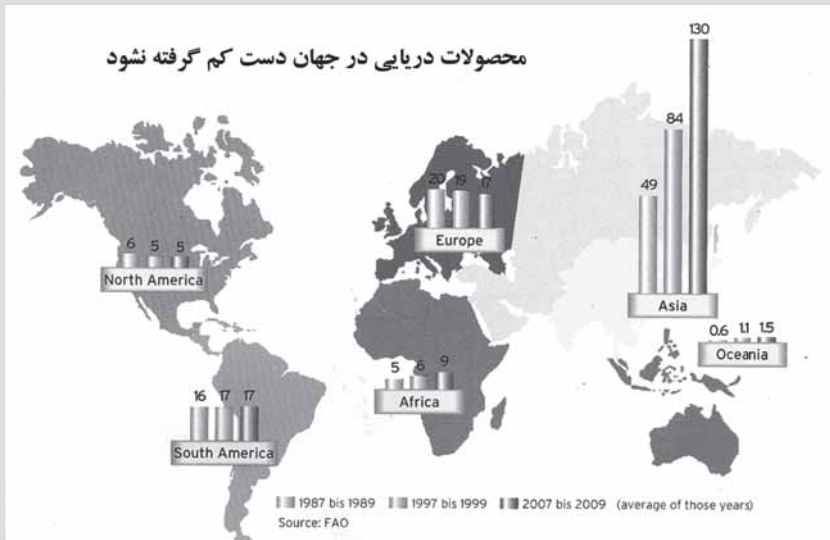 محصولات دریایی در جهان دست کم گرفته نشود
130
84
49
Asia
20 19 17
Europe
6 5 5
North America
0.6 1.1 1.5
Oceania
5 6 9
Africa
16 17 17
South America
1987 bis 1989 1997 bis 1999 2007 bis 2009 (average of those years)
Source: FAO